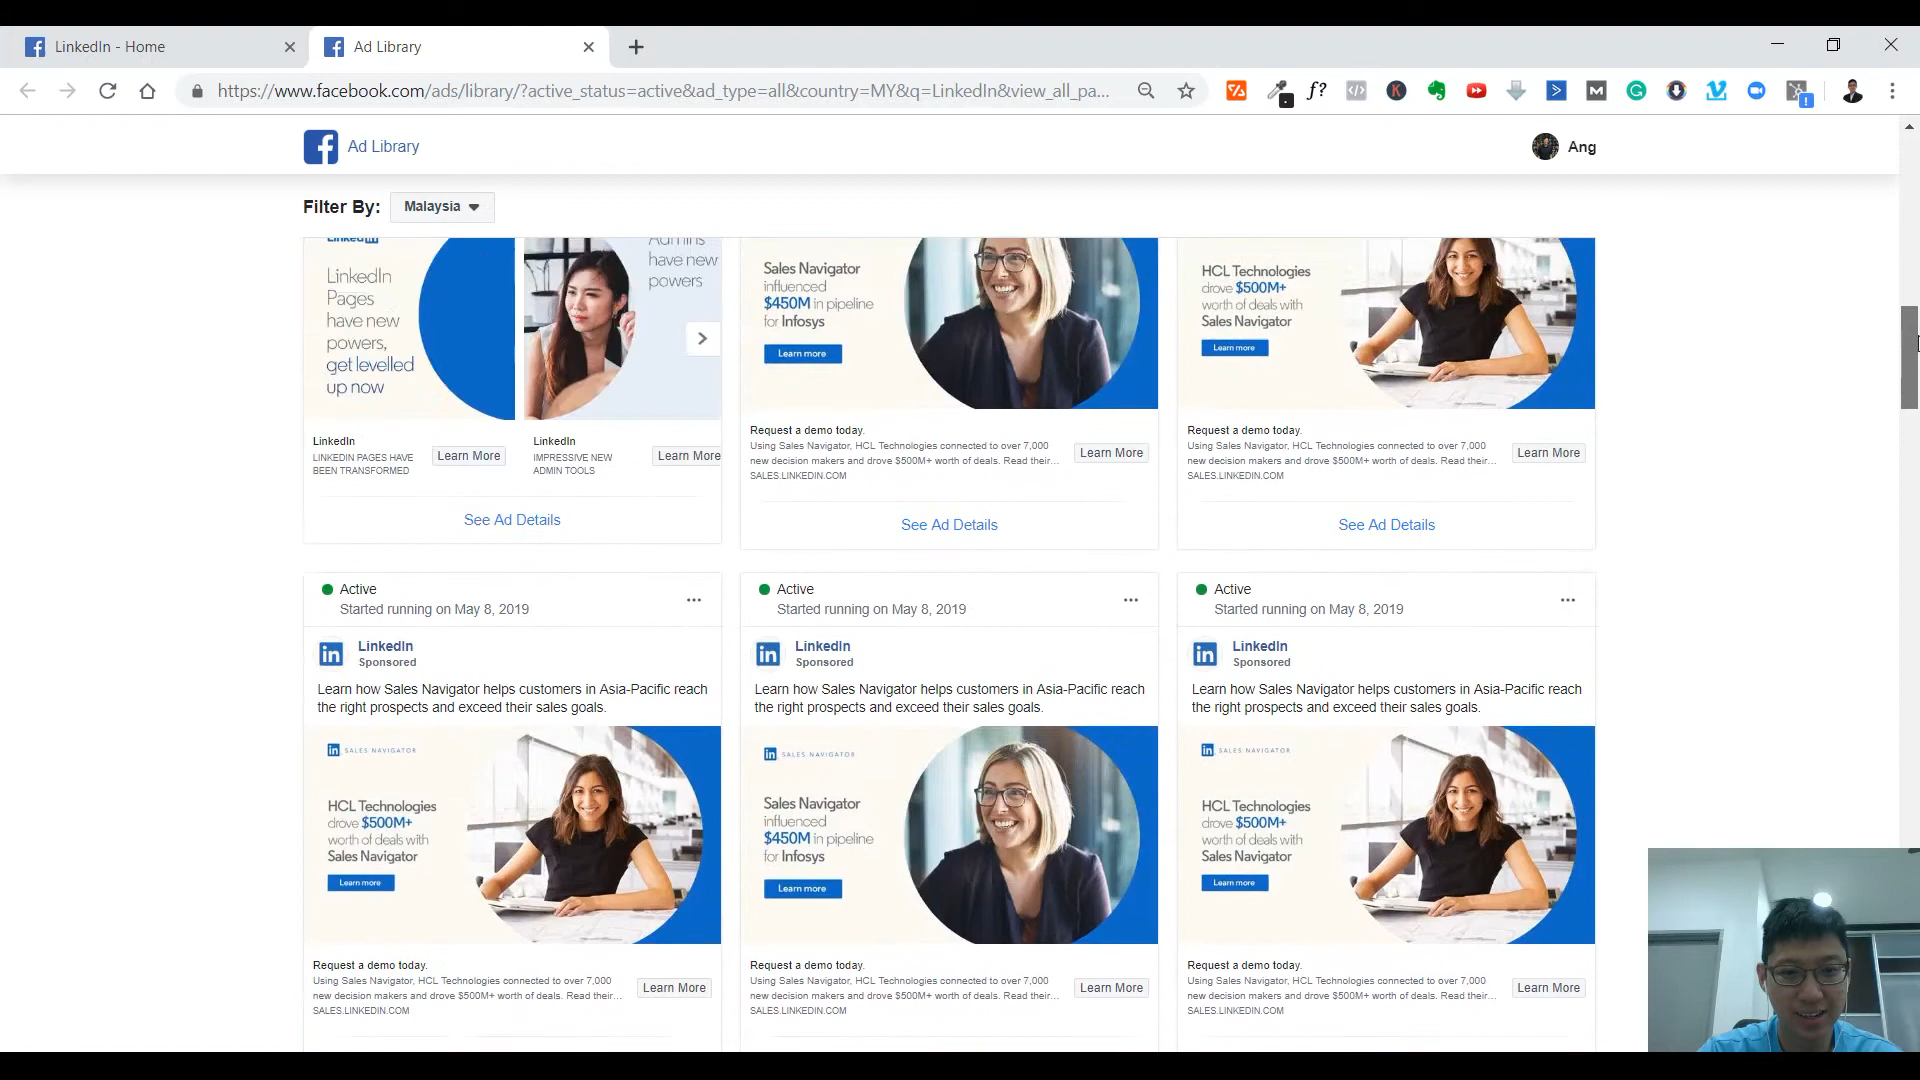 LinkedIn - Home
Ad Library
https://www.facebook.com/ads/library/?active_status=active&ad_type=all&country=MY&q=LinkedIn&view_all_pa...
Ad Library
Ang
Filter By:
Malaysia
LinkedIn
LinkedIn
Pages
have new
powers,
get levelled
up now
Admins
have new
powers
LinkedIn
LINKEDIN PAGES HAVE
BEEN TRANSFORMED
Learn More
LinkedIn
IMPRESSIVE NEW
ADMIN TOOLS
Learn More
See Ad Details
Sales Navigator
influenced
$450M in pipeline
for Infosys
Learn more
Request a demo today.
Using Sales Navigator, HCL Technologies connected to over 7,000
new decision makers and drove $500M+ worth of deals. Read their...
SALES.LINKEDIN.COM
Learn More
See Ad Details
HCL Technologies
drove $500M+
worth of deals with
Sales Navigator
Learn more
Request a demo today.
Using Sales Navigator, HCL Technologies connected to over 7,000
new decision makers and drove $500M+ worth of deals. Read their...
SALES.LINKEDIN.COM
Learn More
See Ad Details
Active
Started running on May 8, 2019
LinkedIn
Sponsored
Learn how Sales Navigator helps customers in Asia-Pacific reach
the right prospects and exceed their sales goals.
in SALES NAVIGATOR
HCL Technologies
drove $500M+
worth of deals with
Sales Navigator
Learn more
Request a demo today.
Using Sales Navigator, HCL Technologies connected to over 7,000
new decision makers and drove $500M+ worth of deals. Read their...
SALES.LINKEDIN.COM
Learn More
Active
Started running on May 8, 2019
LinkedIn
Sponsored
Learn how Sales Navigator helps customers in Asia-Pacific reach
the right prospects and exceed their sales goals.
in SALES NAVIGATOR
Sales Navigator
influenced
$450M in pipeline
for Infosys
Learn more
Request a demo today.
Using Sales Navigator, HCL Technologies connected to over 7,000
new decision makers and drove $500M+ worth of deals. Read their...
SALES.LINKEDIN.COM
Learn More
Active
Started running on May 8, 2019
LinkedIn
Sponsored
Learn how Sales Navigator helps customers in Asia-Pacific reach
the right prospects and exceed their sales goals.
in SALES NAVIGATOR
HCL Technologies
drove $500M+
worth of deals with
Sales Navigator
Learn more
Request a demo today.
Using Sales Navigator, HCL Technologies connected to over 7,000
new decision makers and drove $500M+ worth of deals. Read their...
SALES.LINKEDIN.COM
Learn More